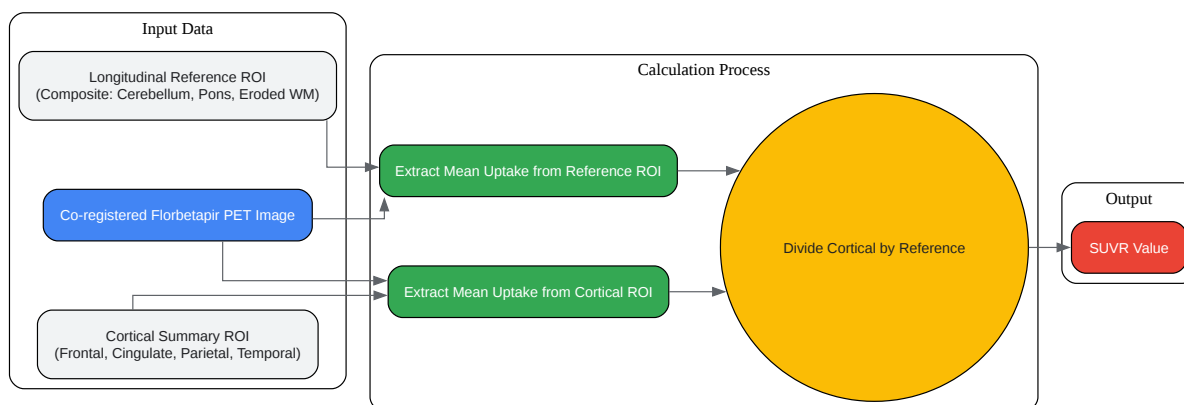 Input Data
Longitudinal Reference ROI
(Composite: Cerebellum, Pons, Eroded WM)
Co-registered Florbetapir PET Image
Cortical Summary ROI
(Frontal, Cingulate, Parietal, Temporal)
Calculation Process
Extract Mean Uptake from Reference ROI
Extract Mean Uptake from Cortical ROI
Divide Cortical by Reference
Output
SUVR Value